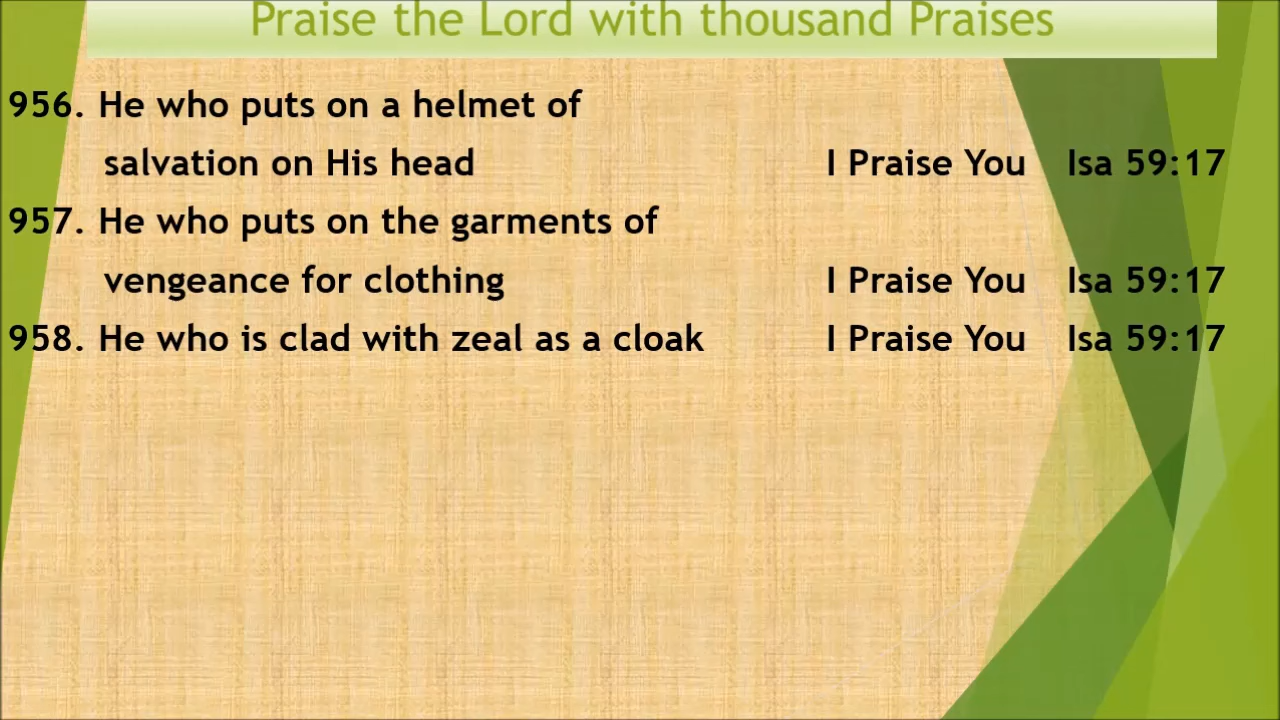 Praise the Lord with thousand Praises
956. He who puts on a helmet of
salvation on His head I Praise You Isa 59:17
957. He who puts on the garments of
vengeance for clothing I Praise You Isa 59:17
958. He who is clad with zeal as a cloak I Praise You Isa 59:17